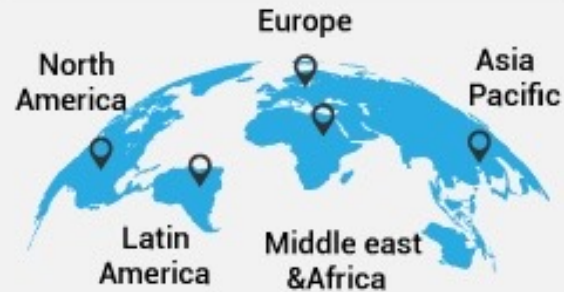 Europe
North
America
Asia
Pacific
Latin
America
Middle east
&Africa